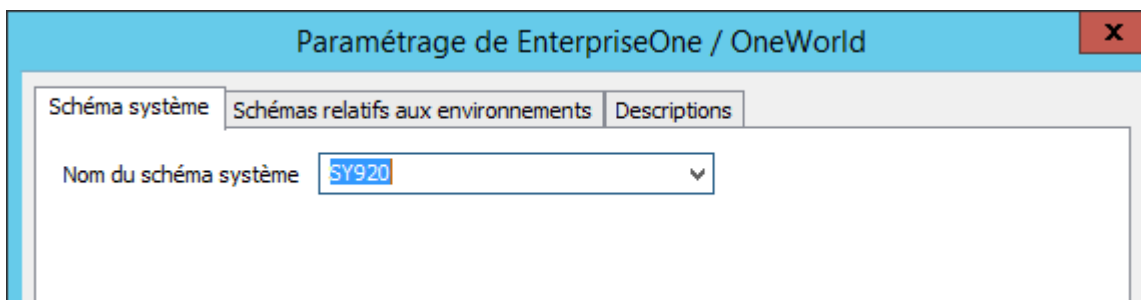 Paramétrage de EnterpriseOne / OneWorld
x
Schéma système Schémas relatifs aux environnements Descriptions
Nom du schéma système SY920